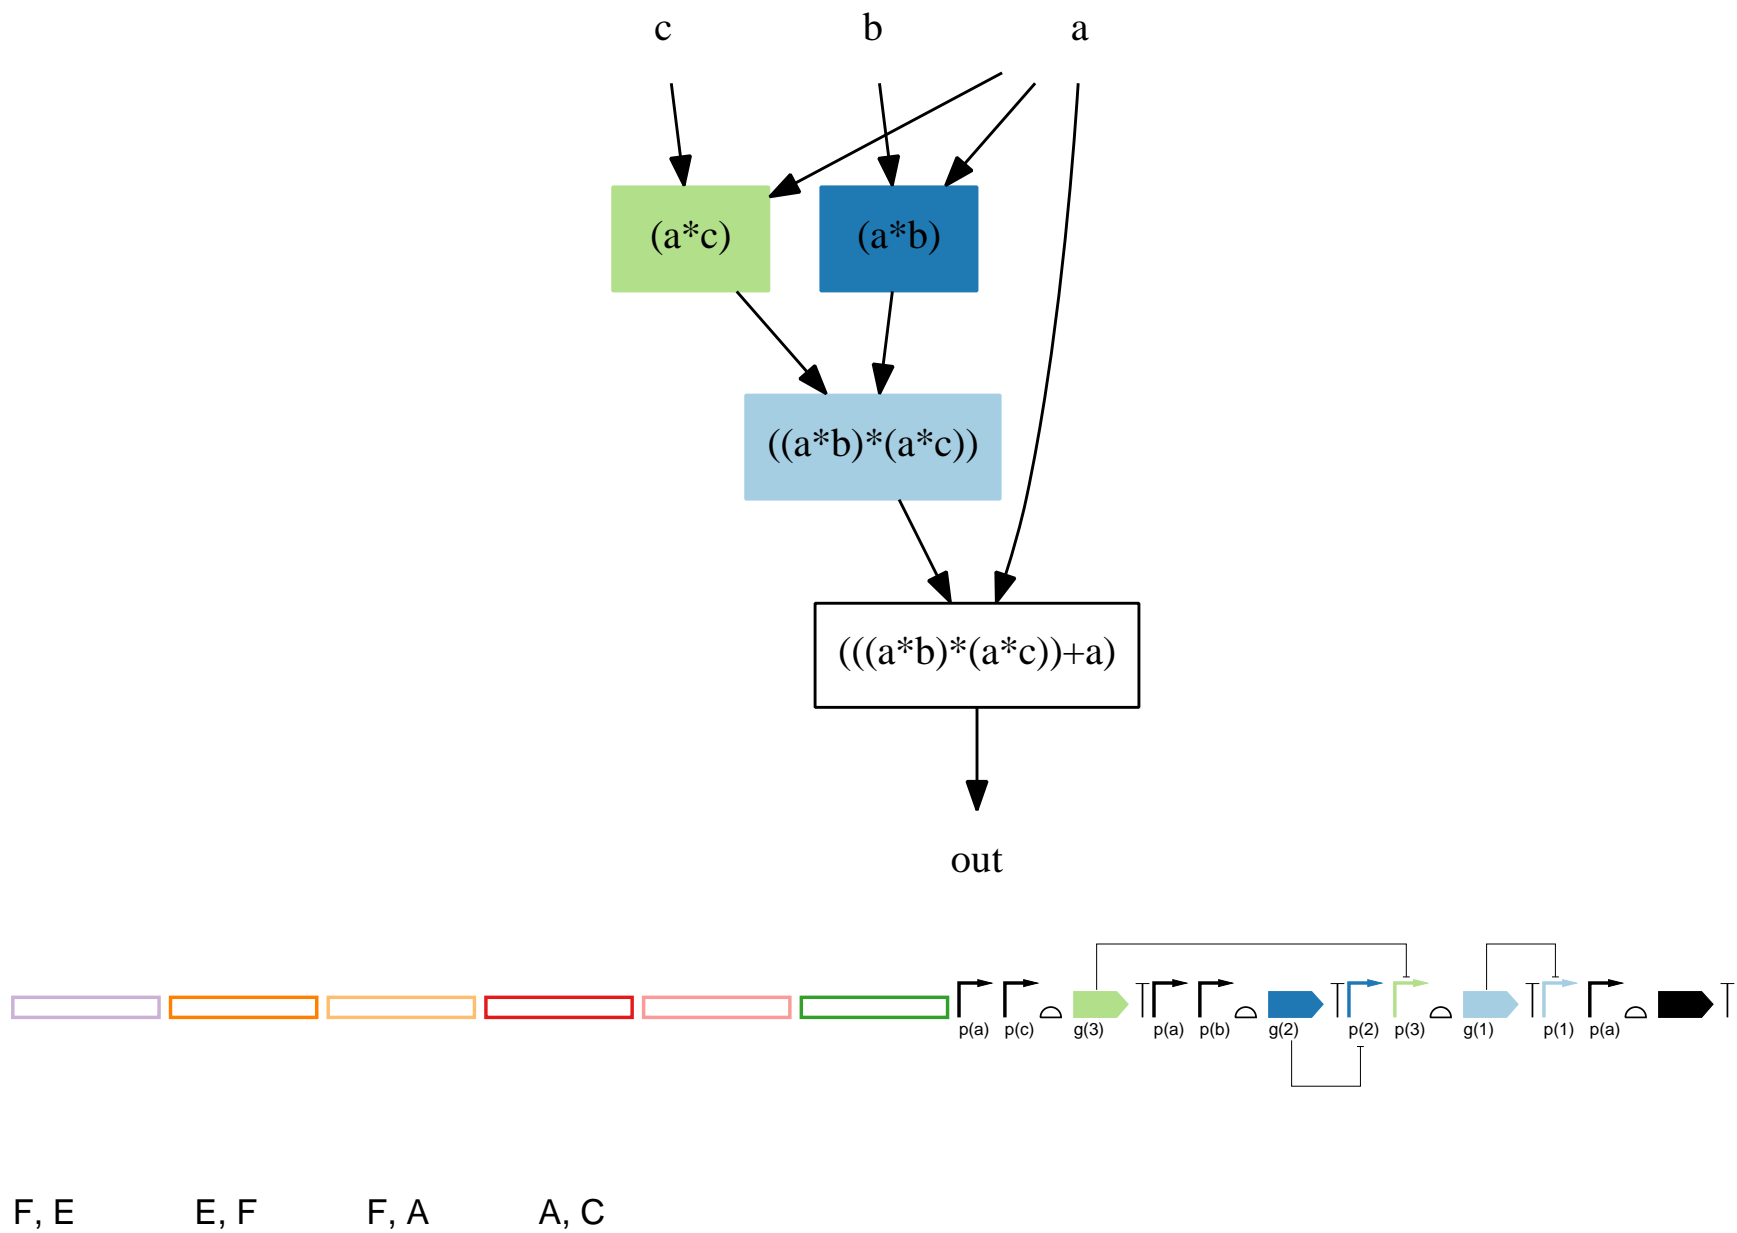 c b a
(a*c) (a*b)
((a*b)*(a*c))
(((a*b)*(a*c))+a)
out
p(a) p(c) g(3) p(a) p(b) g(2) p(2) p(3) g(1) p(1) p(a)
F, E E, F F, A A, C